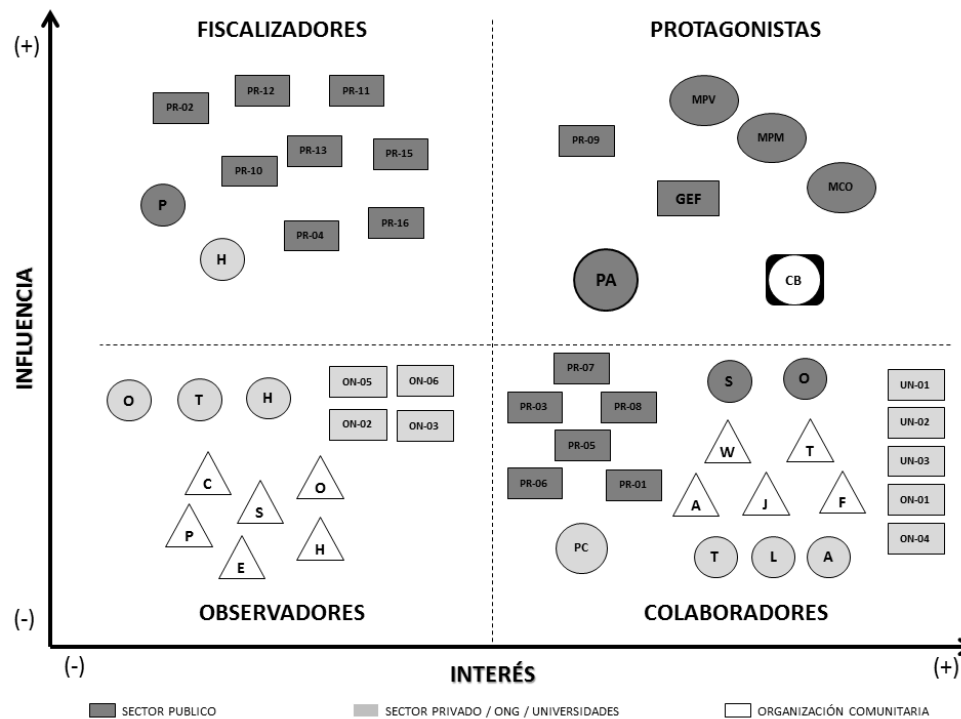 FISCALIZADORES
PROTAGONISTAS
(+)
INFLUENCIA
PR-02
PR-12
PR-11
PR-13
PR-15
PR-10
P
PR-04
PR-16
H
MPV
PR-09
MPM
MCO
GEF
PA
CB
O
T
H
ON-05
ON-06
ON-02
ON-03
C
S
O
P
E
H
PR-07
PR-03
PR-08
PR-05
PR-06
PR-01
PC
S
O
W
T
A
J
F
T
L
A
UN-01
UN-02
UN-03
ON-01
ON-04
OBSERVADORES
COLABORADORES
(-)
(-)
INTERÉS
(+)
SECTOR PUBLICO
SECTOR PRIVADO / ONG / UNIVERSIDADES
ORGANIZACIÓN COMUNITARIA